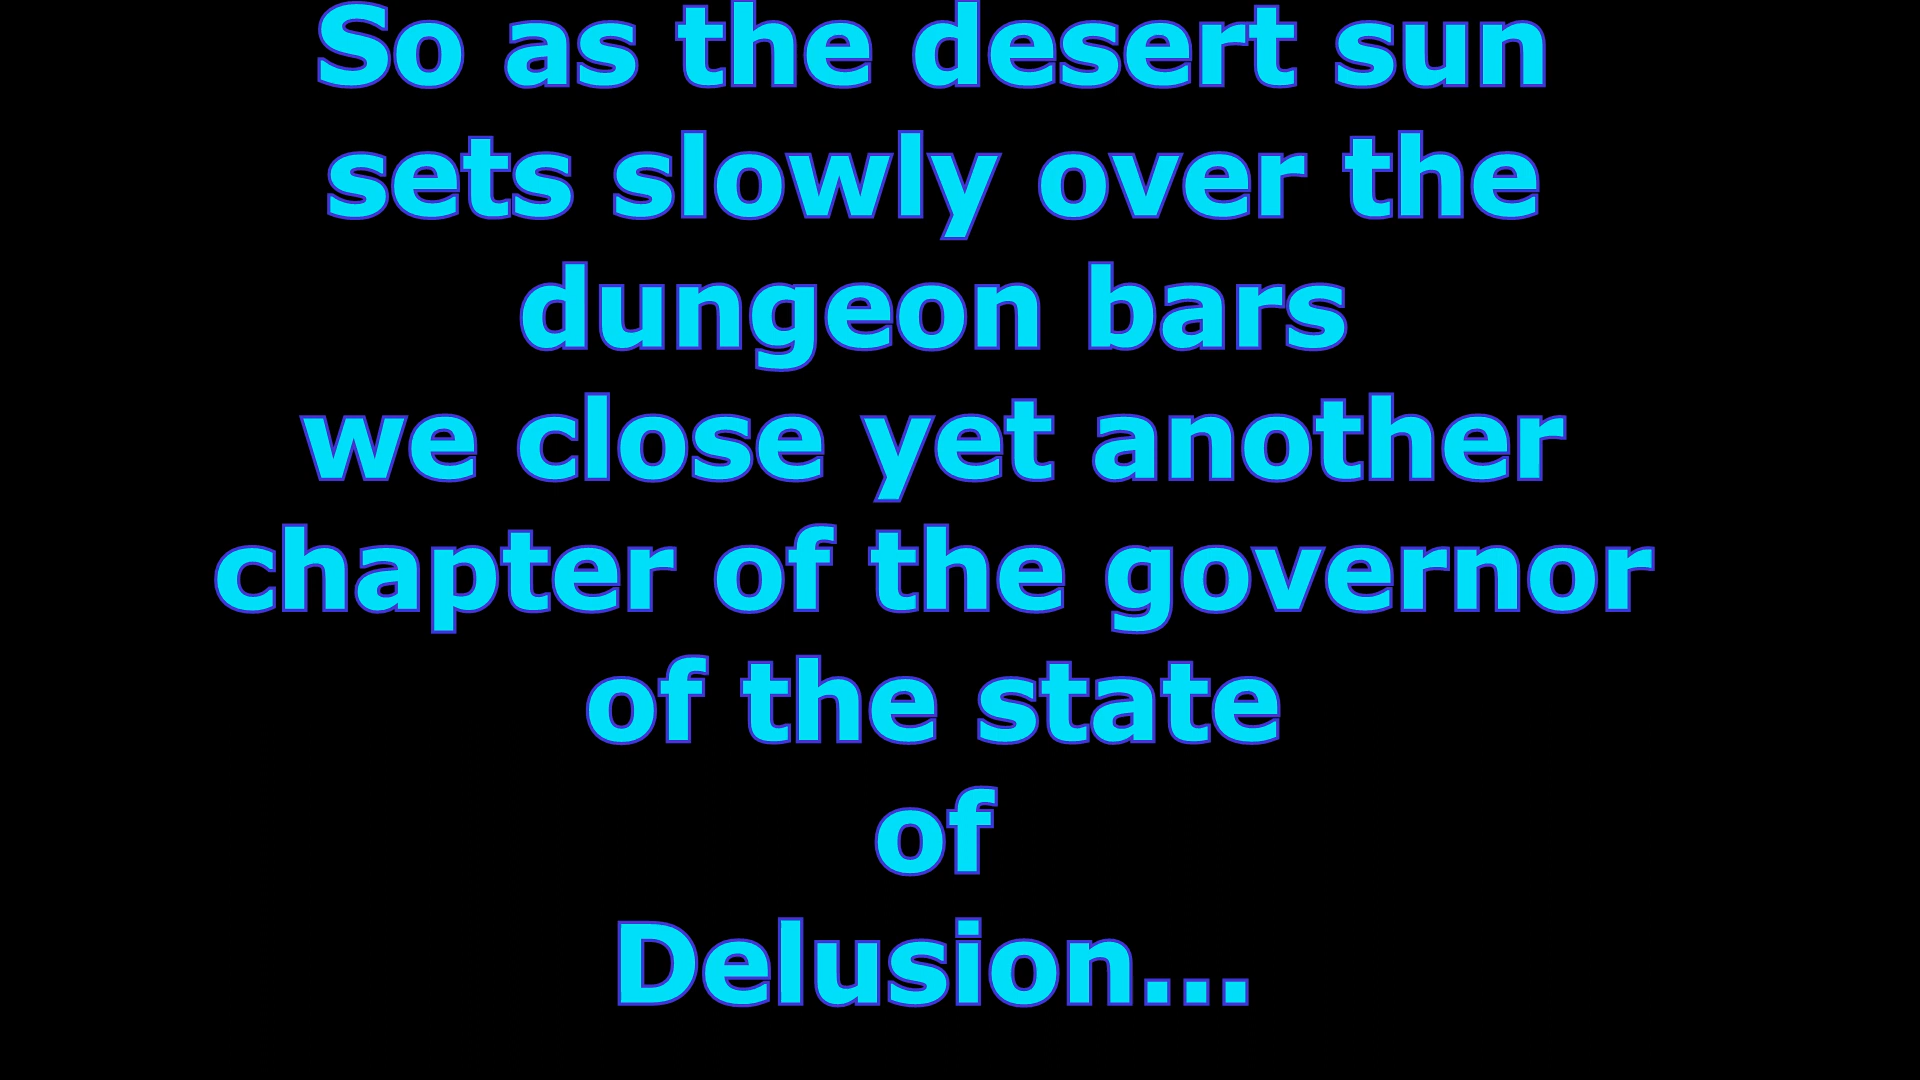 So as the desert sun
sets slowly over the
dungeon bars
we close yet another
chapter of the governor
of the state
of
Delusion...